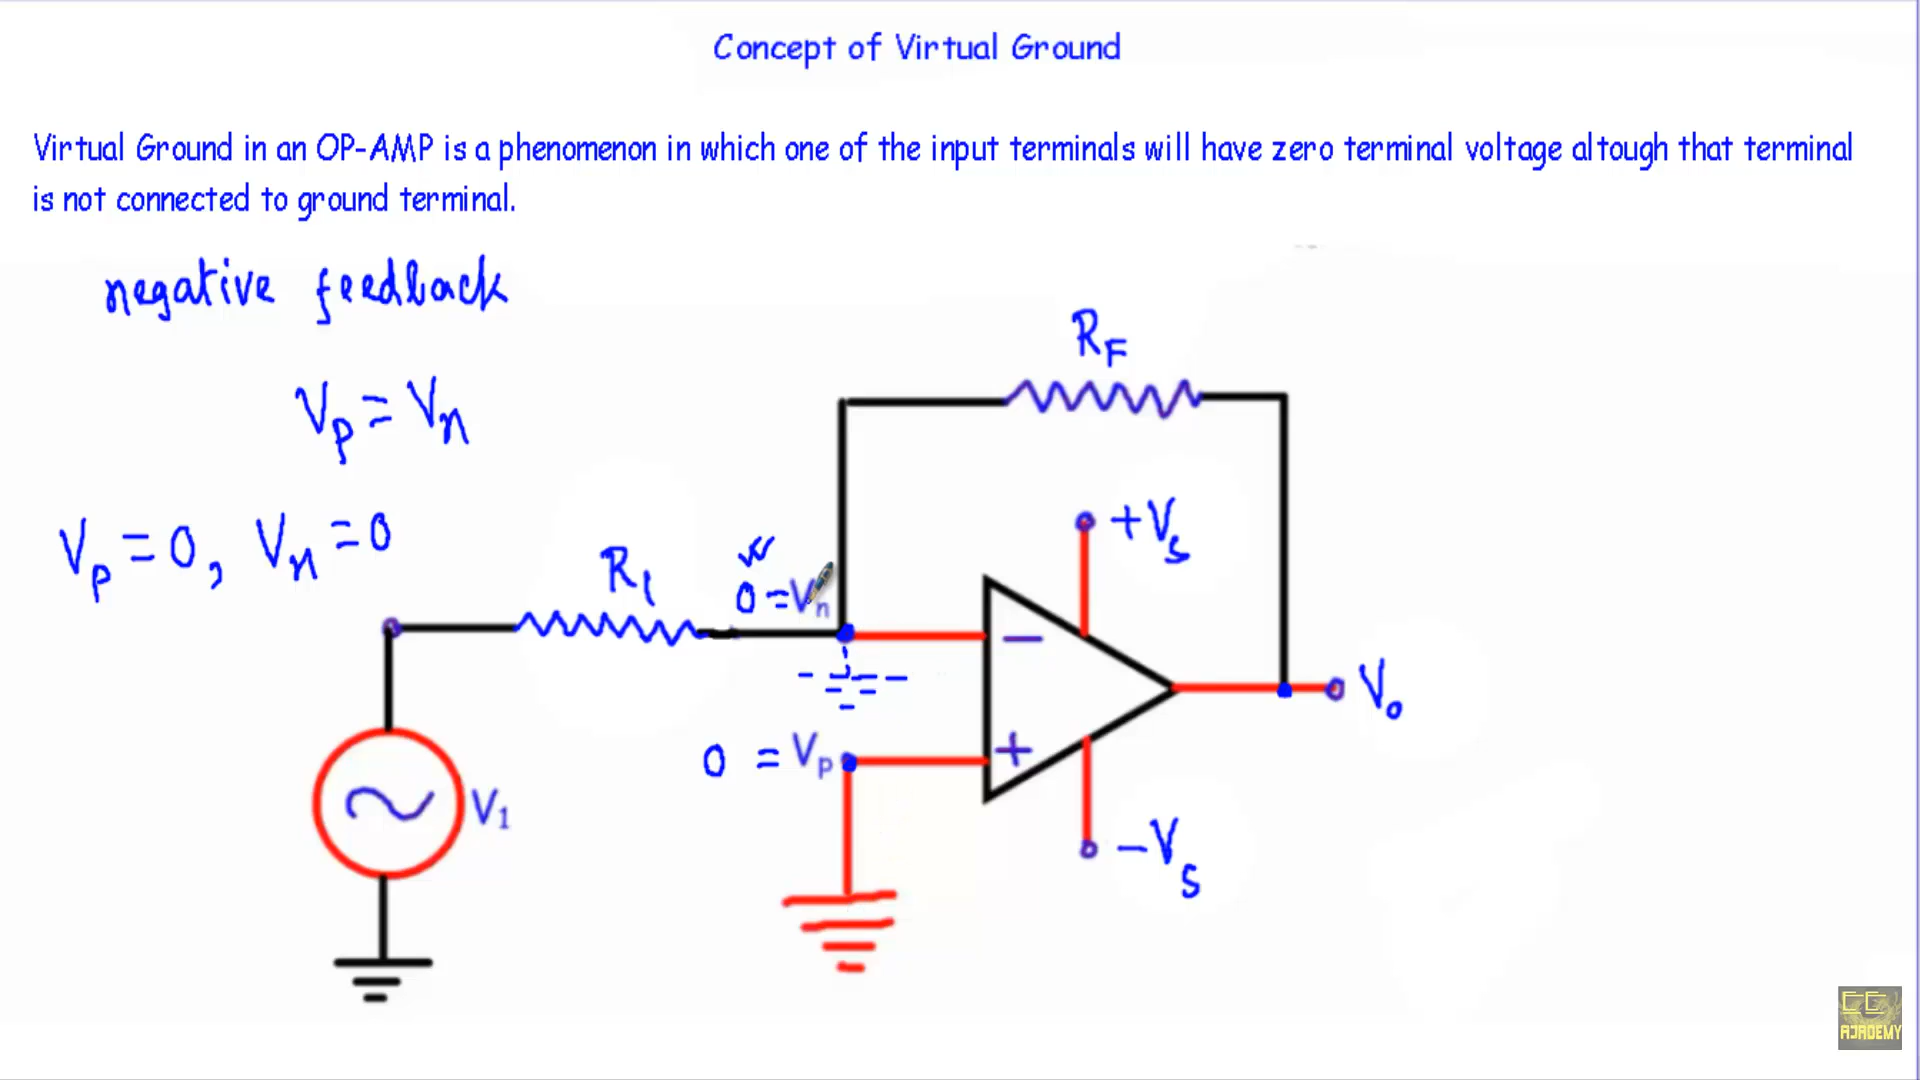 Concept of Virtual Ground
Virtual Ground in an OP-AMP is a phenomenon in which one of the input terminals will have zero terminal voltage altough that terminal
is not connected to ground terminal.
negative feedback
Vp = Vn
Vp = 0, Vn = 0
RF
+Vs
R1
0 = Vn
−
Vo
0 = Vp
+
V1
−Vs
EE
AJADEMY